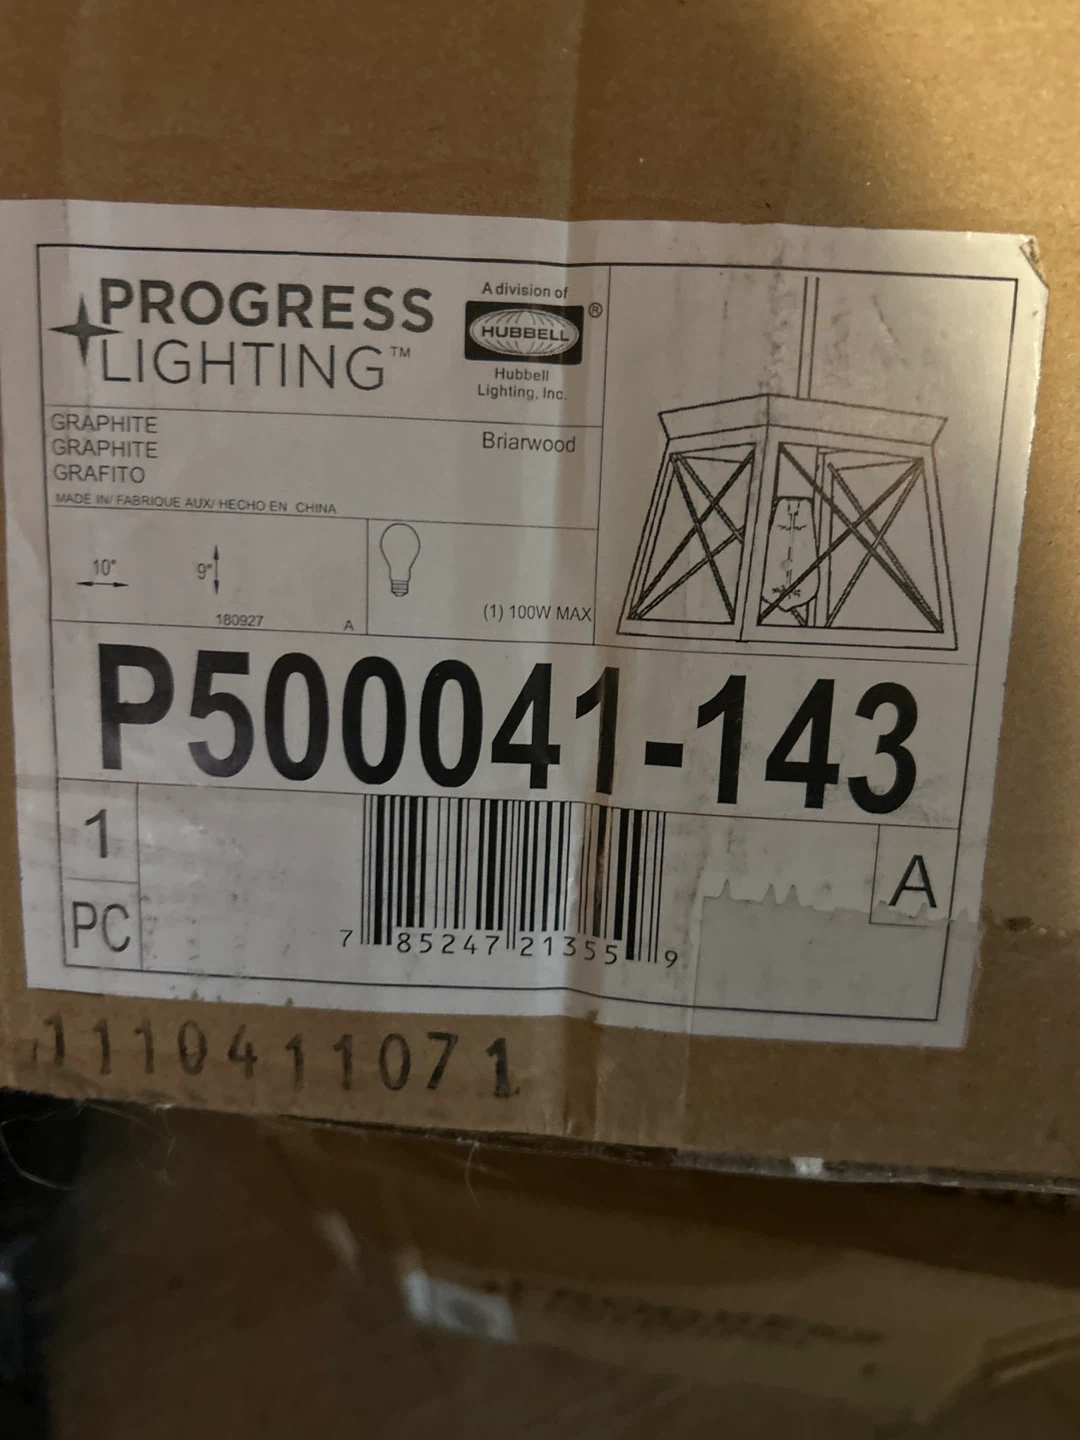 PROGRESS
LIGHTING™
A division of
HUBBELL®
Hubbell
Lighting, Inc.
GRAPHITE
GRAPHITE
GRAFITO
Briarwood
MADE IN/ FABRIQUE AUX/ HECHO EN CHINA
10"
9"
180927
A
(1) 100W MAX
P500041-143
1
PC
7 85247 21355 9
A
1110411071